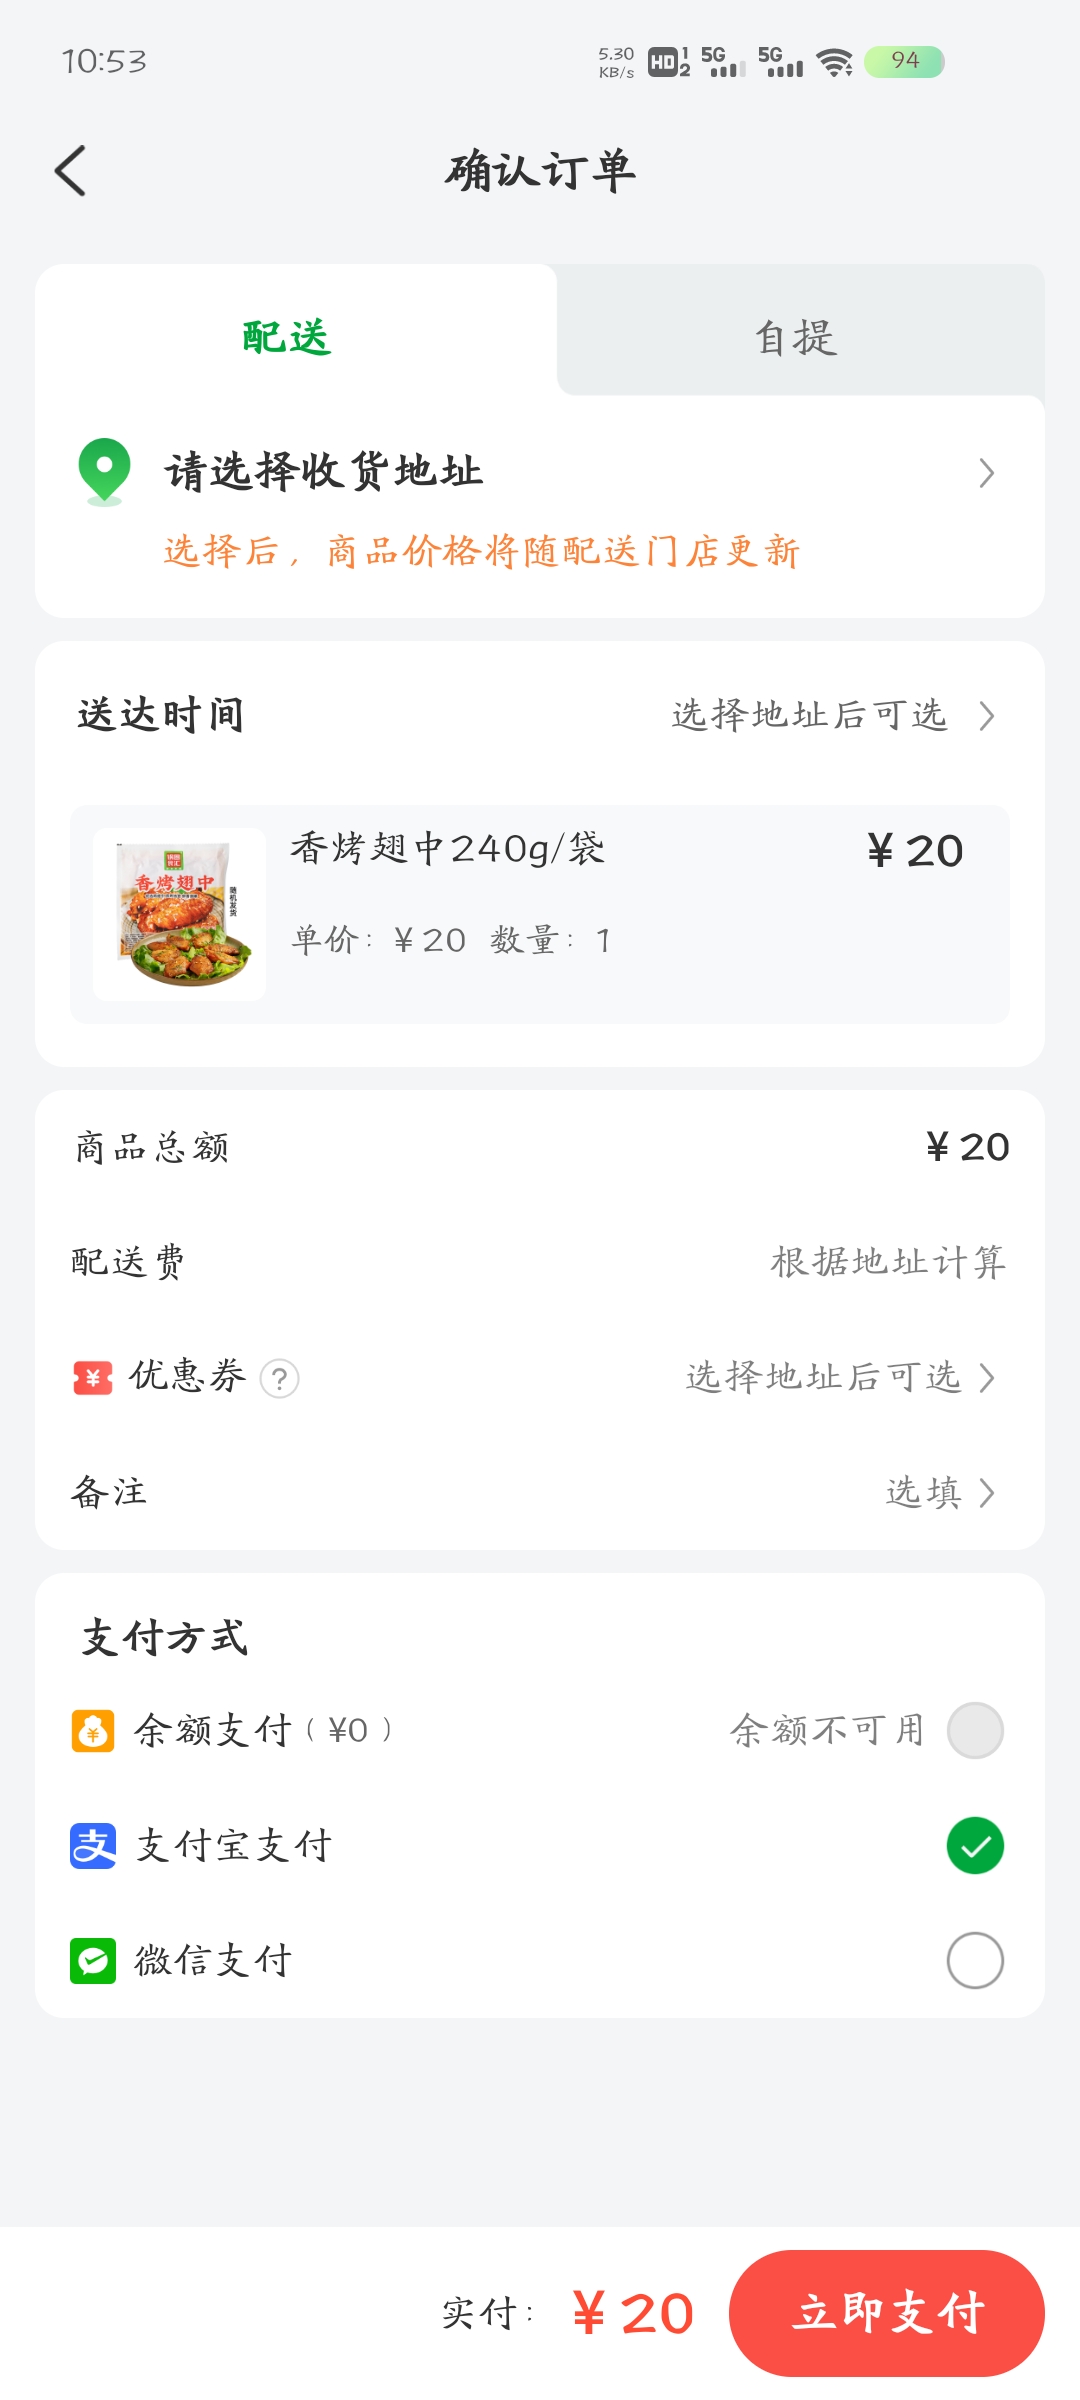 10:53
5.30
KB/s
HD 1 2
5G
5G
94
确认订单
配送
自提
请选择收货地址
选择后，商品价格将随配送门店更新
送达时间
选择地址后可选
香烤翅中
随机发货
香烤翅中240g/袋
¥20
单价：¥20 数量：1
商品总额
¥20
配送费
根据地址计算
优惠券 ?
选择地址后可选
备注
选填
支付方式
余额支付（¥0）
余额不可用
支付宝支付
微信支付
实付：¥20
立即支付